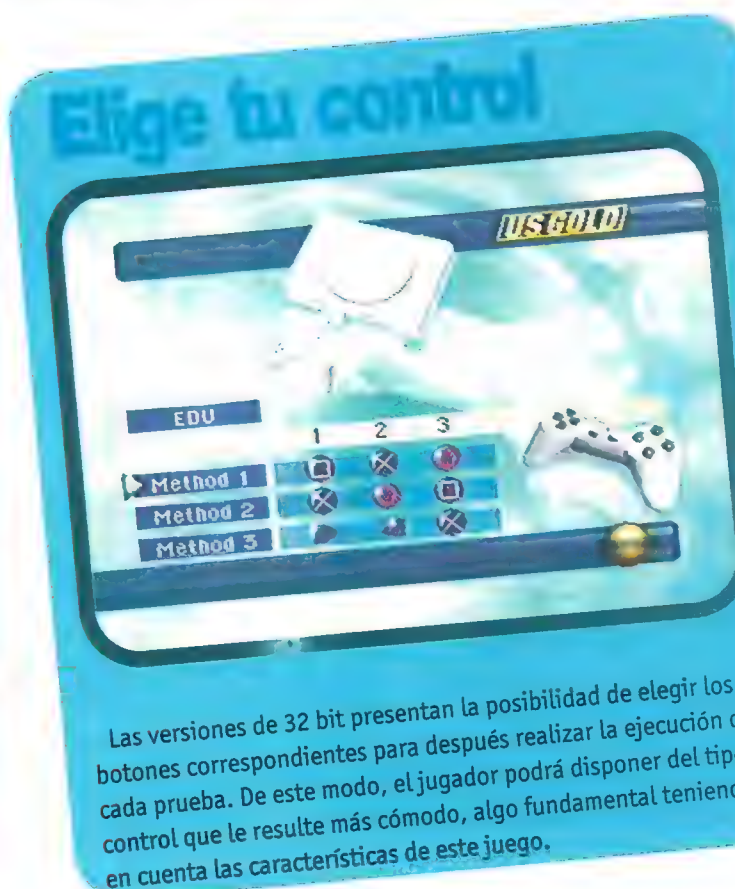 Elige tu control
US GOLD
EDU
1 2 3
Method 1
Method 2
Method 3
Las versiones de 32 bit presentan la posibilidad de elegir los
botones correspondientes para después realizar la ejecución
cada prueba. De este modo, el jugador podrá disponer del
control que le resulte más cómodo, algo fundamental
en cuenta las características de este juego.